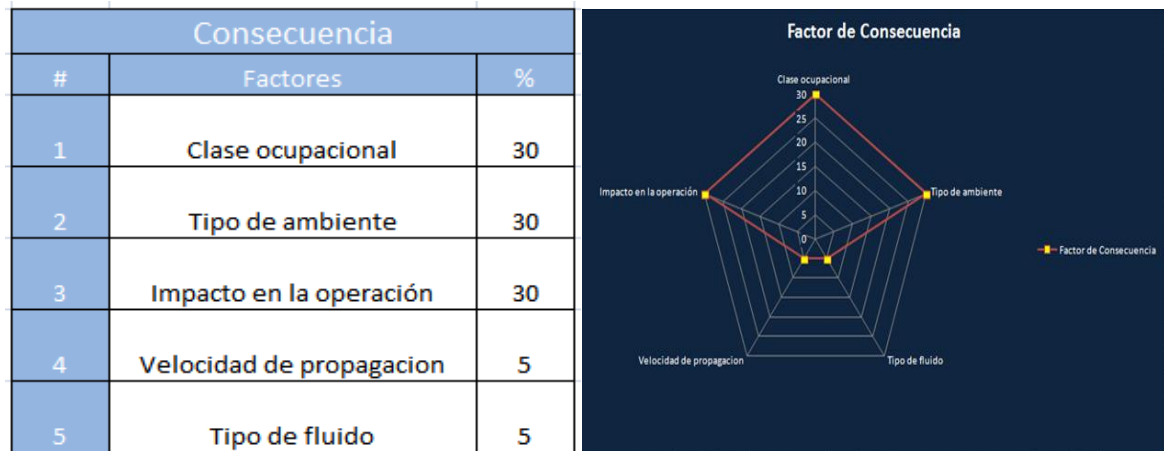 Consecuencia
# Factores %
1 Clase ocupacional 30
2 Tipo de ambiente 30
3 Impacto en la operación 30
4 Velocidad de propagacion 5
5 Tipo de fluido 5
Factor de Consecuencia
Clase ocupacional
30
25
20
15
10
5
0
Impacto en la operación
Tipo de ambiente
Factor de Consecuencia
Velocidad de propagacion
Tipo de fluido